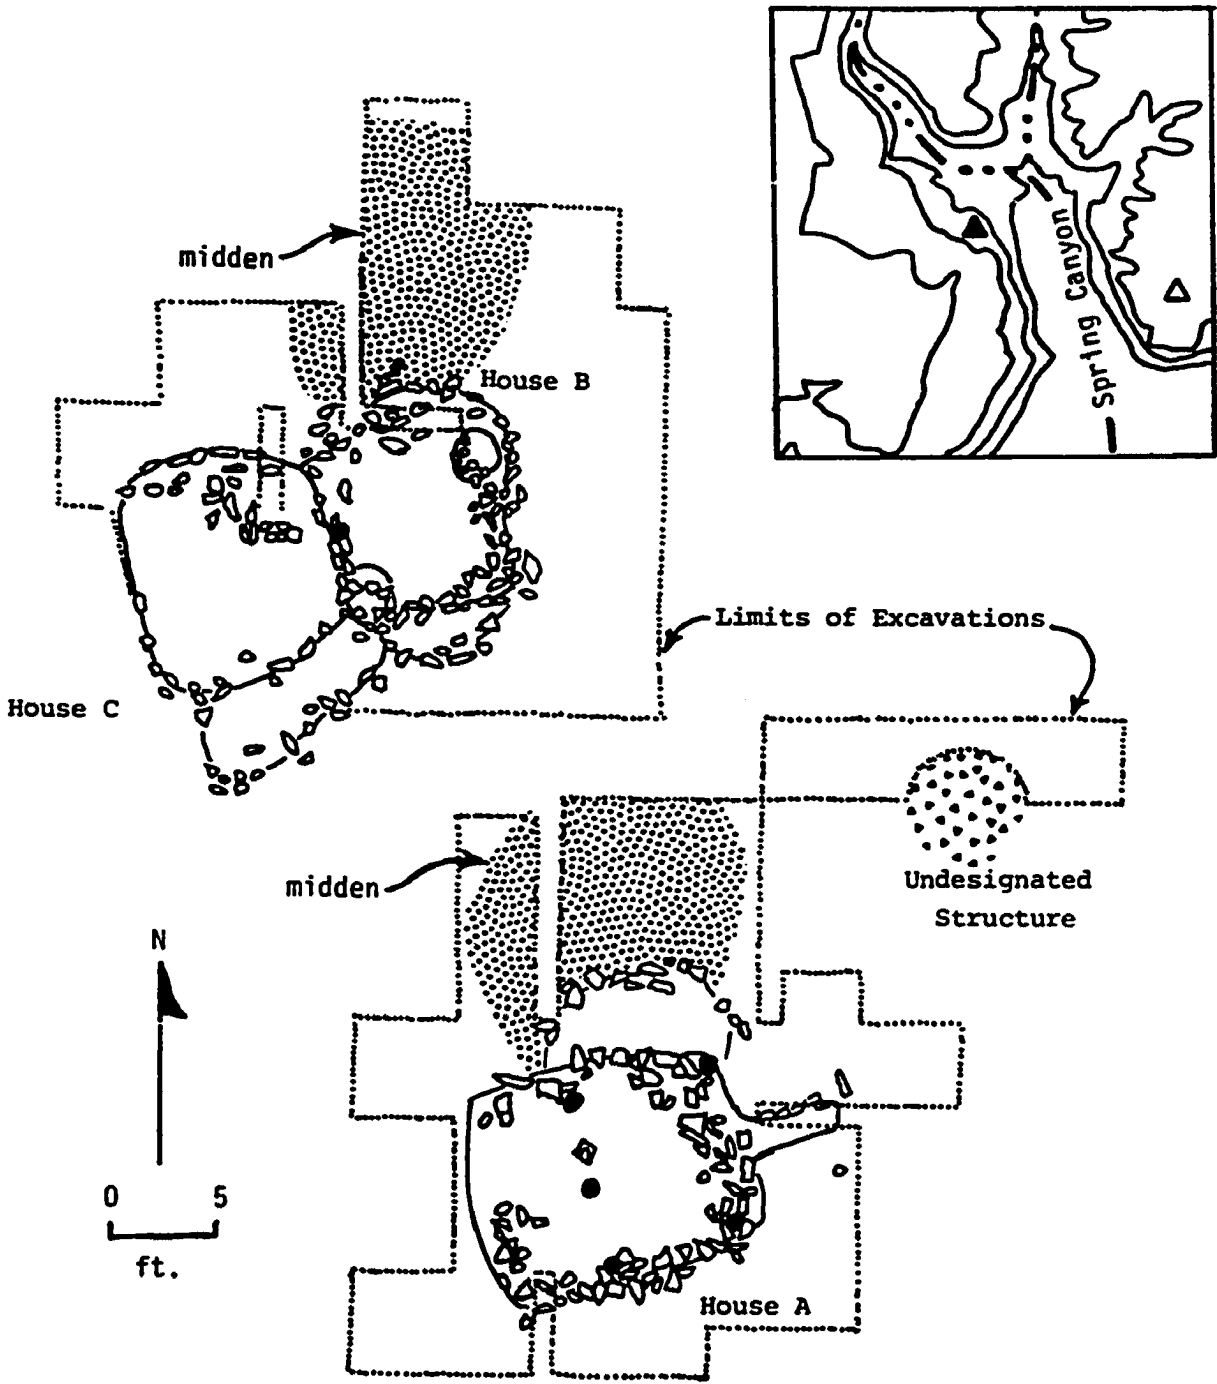 Spring Canyon
midden
House B
Limits of Excavations
House C
Undesignated
Structure
midden
N
0 5
ft.
House A